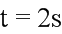 t = 2s